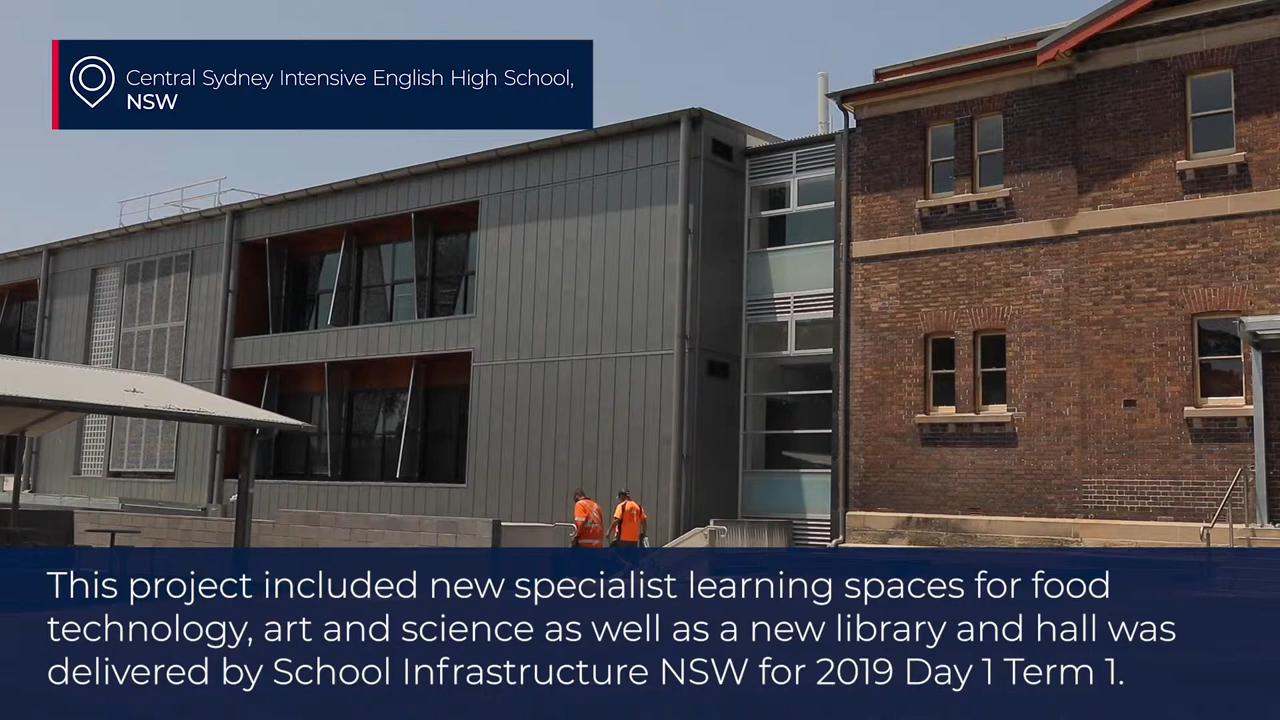 Central Sydney Intensive English High School,
NSW
This project included new specialist learning spaces for food
technology, art and science as well as a new library and hall was
delivered by School Infrastructure NSW for 2019 Day 1 Term 1.